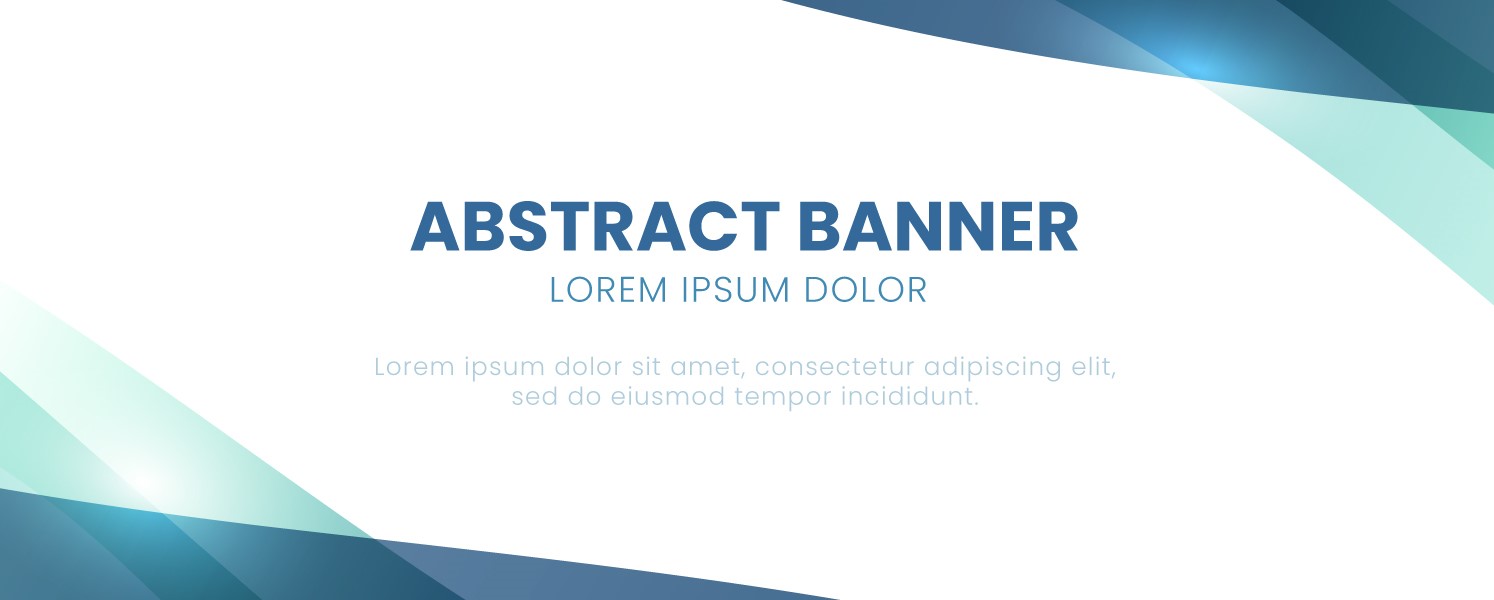 ABSTRACT BANNER
LOREM IPSUM DOLOR
Lorem ipsum dolor sit amet, consectetur adipiscing elit,
sed do eiusmod tempor incididunt.